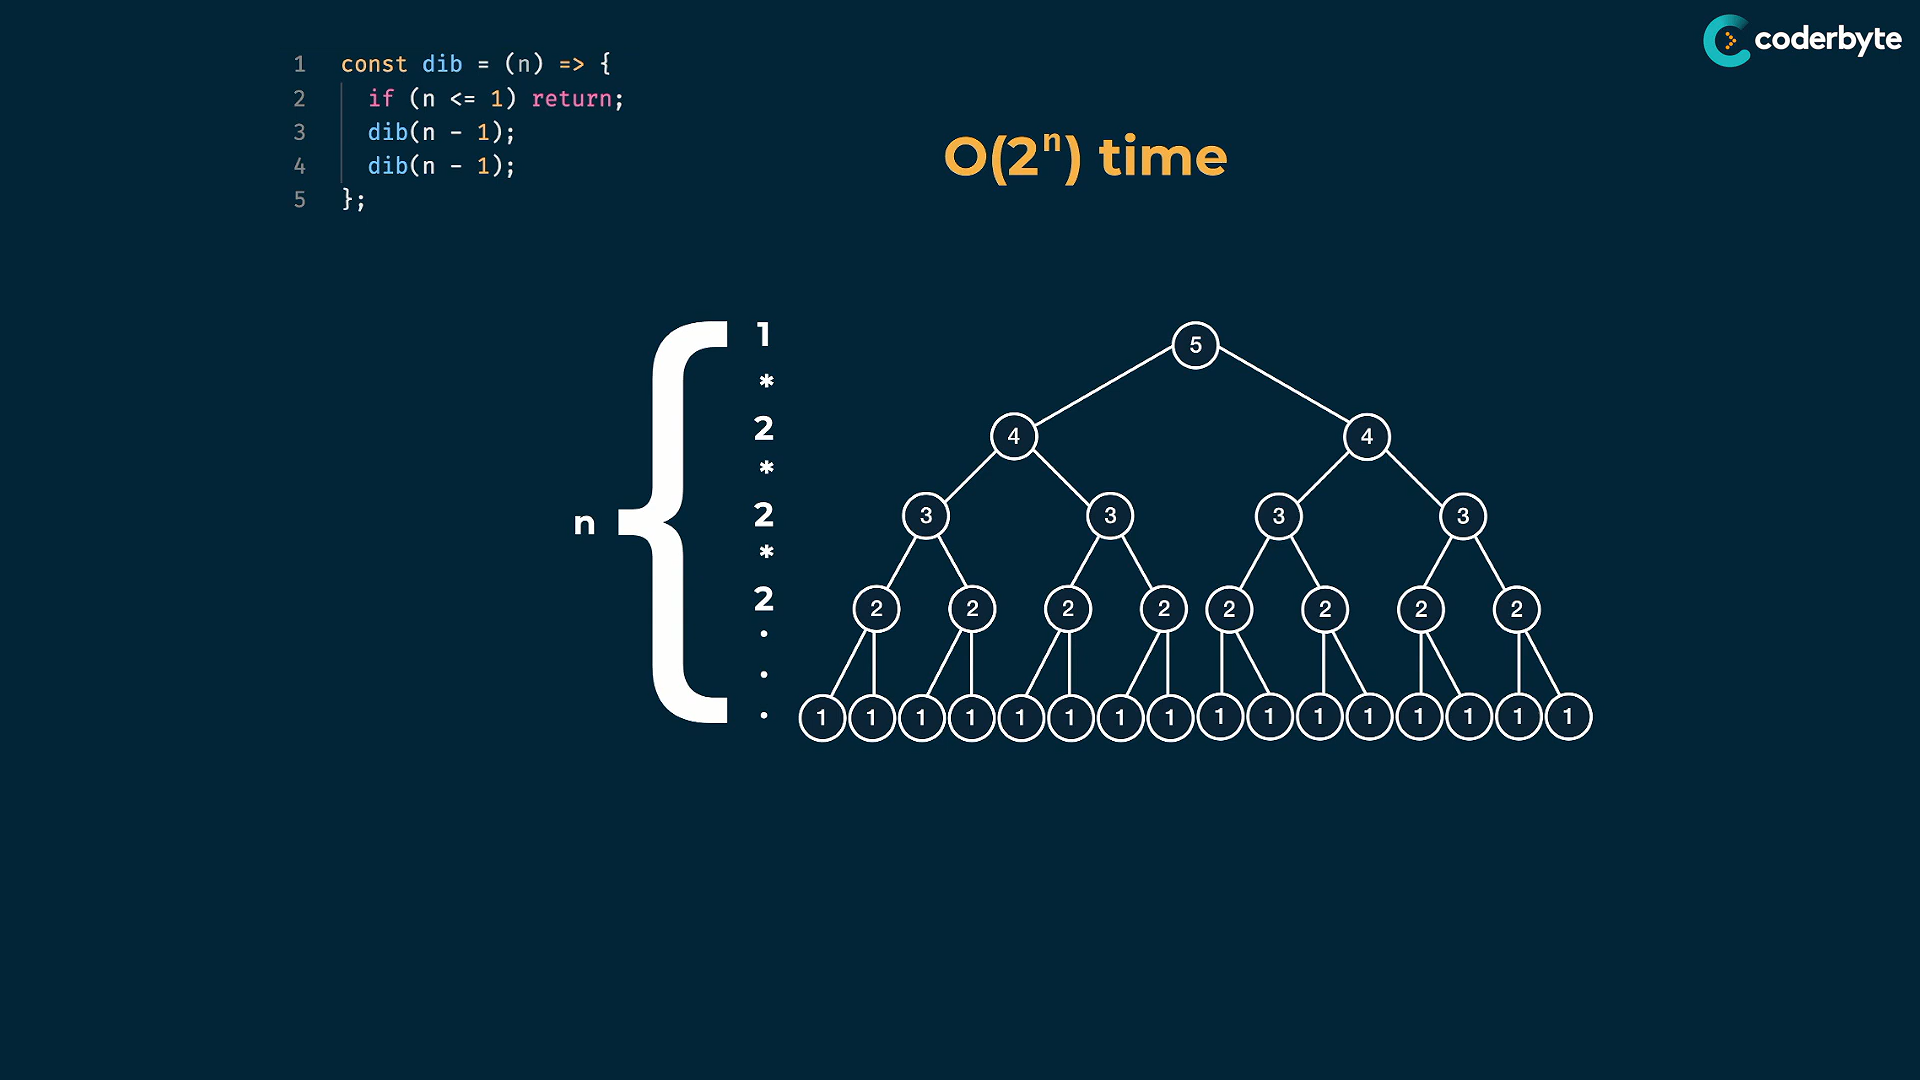 coderbyte
1 const dib = (n) => {
2 if (n <= 1) return;
3 dib(n - 1);
4 dib(n - 1);
5 };
O(2ⁿ) time
n
1
*
2
*
2
*
2
.
.
.
5
4 4
3 3 3 3
2 2 2 2 2 2 2 2
1 1 1 1 1 1 1 1 1 1 1 1 1 1 1 1